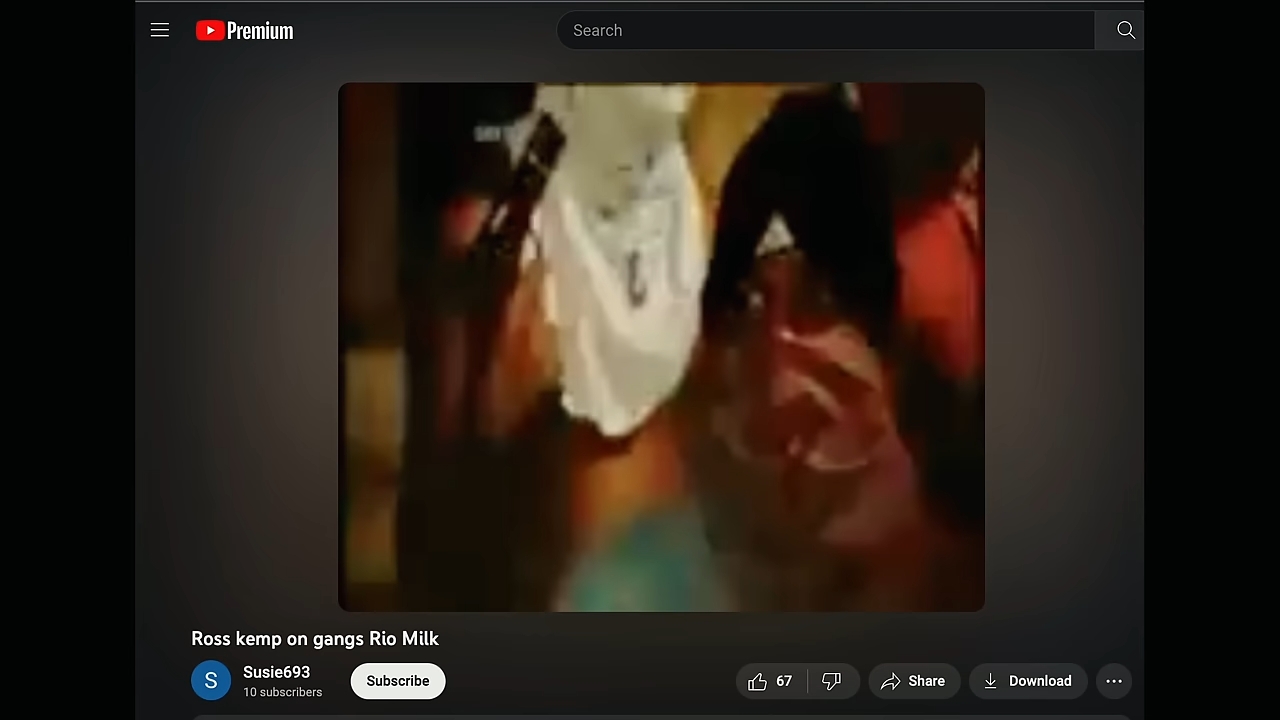 Premium
Search
Ross kemp on gangs Rio Milk
S
Susie693
10 subscribers
Subscribe
67
Share
Download